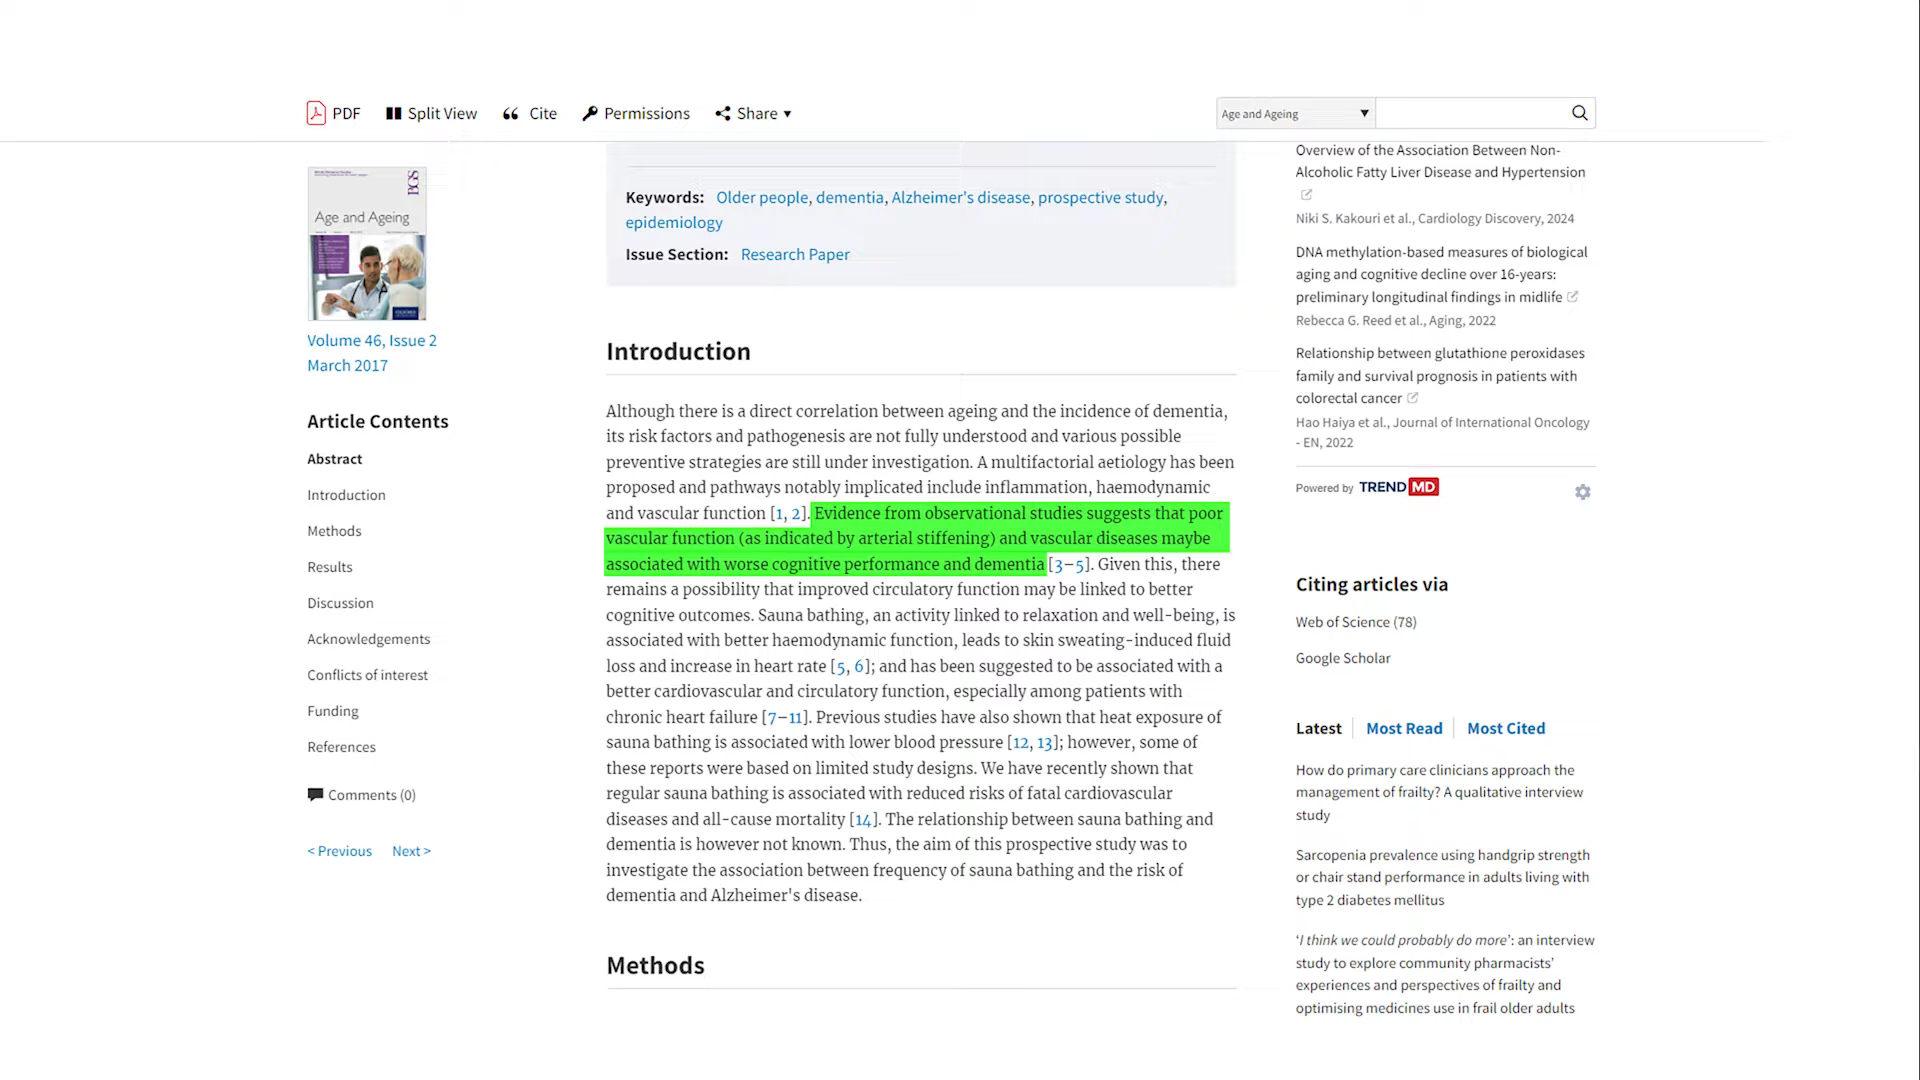 PDF
Split View
Cite
Permissions
Share
Age and Ageing
BGS
Age and Ageing
Volume 46, Issue 2
March 2017
Article Contents
Abstract
Introduction
Methods
Results
Discussion
Acknowledgements
Conflicts of interest
Funding
References
Comments (0)
< Previous Next >
Keywords: Older people, dementia, Alzheimer's disease, prospective study,
epidemiology
Issue Section: Research Paper
Introduction
Although there is a direct correlation between ageing and the incidence of dementia,
its risk factors and pathogenesis are not fully understood and various possible
preventive strategies are still under investigation. A multifactorial aetiology has been
proposed and pathways notably implicated include inflammation, haemodynamic
and vascular function [1, 2]. Evidence from observational studies suggests that poor
vascular function (as indicated by arterial stiffening) and vascular diseases maybe
associated with worse cognitive performance and dementia [3–5]. Given this, there
remains a possibility that improved circulatory function may be linked to better
cognitive outcomes. Sauna bathing, an activity linked to relaxation and well-being, is
associated with better haemodynamic function, leads to skin sweating-induced fluid
loss and increase in heart rate [5, 6]; and has been suggested to be associated with a
better cardiovascular and circulatory function, especially among patients with
chronic heart failure [7–11]. Previous studies have also shown that heat exposure of
sauna bathing is associated with lower blood pressure [12, 13]; however, some of
these reports were based on limited study designs. We have recently shown that
regular sauna bathing is associated with reduced risks of fatal cardiovascular
diseases and all-cause mortality [14]. The relationship between sauna bathing and
dementia is however not known. Thus, the aim of this prospective study was to
investigate the association between frequency of sauna bathing and the risk of
dementia and Alzheimer's disease.
Methods
Overview of the Association Between Non-
Alcoholic Fatty Liver Disease and Hypertension
Niki S. Kakouri et al., Cardiology Discovery, 2024
DNA methylation-based measures of biological
aging and cognitive decline over 16-years:
preliminary longitudinal findings in midlife
Rebecca G. Reed et al., Aging, 2022
Relationship between glutathione peroxidases
family and survival prognosis in patients with
colorectal cancer
Hao Haiya et al., Journal of International Oncology
- EN, 2022
Powered by TREND MD
Citing articles via
Web of Science (78)
Google Scholar
Latest Most Read Most Cited
How do primary care clinicians approach the
management of frailty? A qualitative interview
study
Sarcopenia prevalence using handgrip strength
or chair stand performance in adults living with
type 2 diabetes mellitus
‘I think we could probably do more’: an interview
study to explore community pharmacists’
experiences and perspectives of frailty and
optimising medicines use in frail older adults